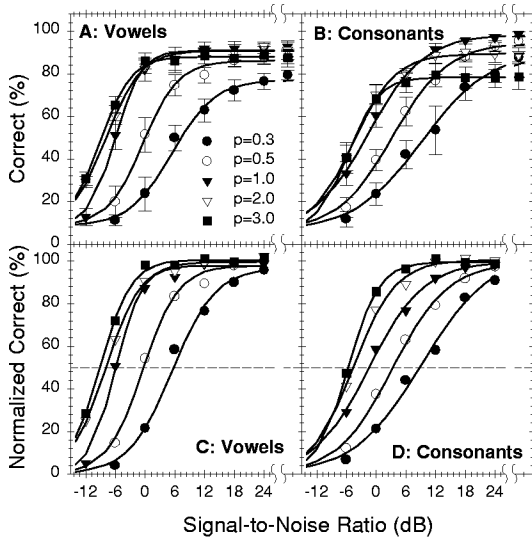 A: Vowels
B: Consonants
Correct (%)
100
80
60
40
20
0
p=0.3
p=0.5
p=1.0
p=2.0
p=3.0
Normalized Correct (%)
100
80
60
40
20
0
C: Vowels
D: Consonants
-12 -6 0 6 12 18 24
-12 -6 0 6 12 18 24
Signal-to-Noise Ratio (dB)